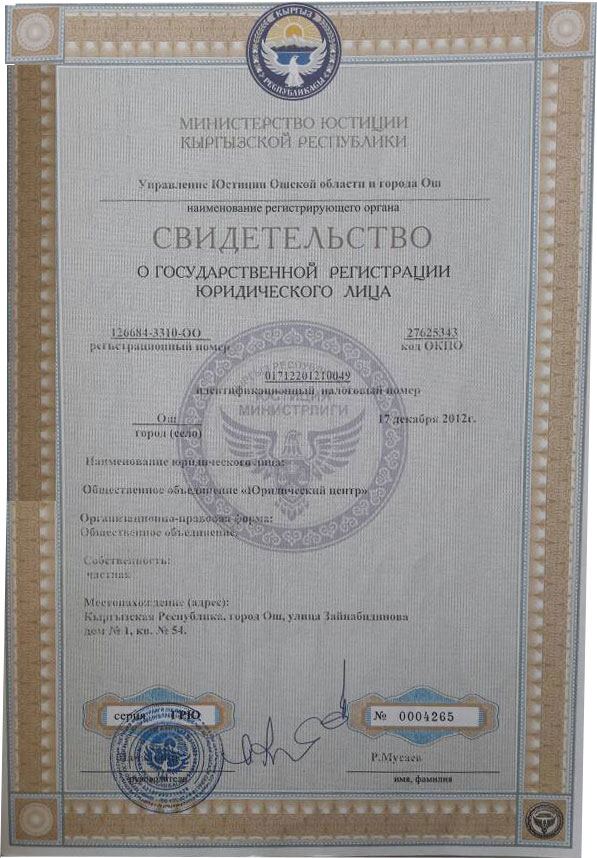 КЫРГЫЗ
РЕСПУБЛИКАСЫ
МИНИСТЕРСТВО ЮСТИЦИИ
КЫРГЫЗСКОЙ РЕСПУБЛИКИ
Управление Юстиции Ошской области и города Ош
наименование регистрирующего органа
СВИДЕТЕЛЬСТВО
О ГОСУДАРСТВЕННОЙ РЕГИСТРАЦИИ
ЮРИДИЧЕСКОГО ЛИЦА
126684-3310-ОО 27625343
регистрационный номер код ОКПО
01712201210049
идентификационный налоговый номер
ЮСТИЦИЯ
МИНИСТРЛИГИ
Ош 17 декабря 2012г.
город (село)
Наименование юридического лица:
Общественное объединение «Юридический центр»
Организационно-правовая форма:
Общественное объединение;
Собственность:
частная
Местонахождение (адрес):
Кыргызская Республика, город Ош, улица Зайнабидинова
дом № 1, кв. № 54.
серия ГРЮ № 0004265
Р.Мусаев
руководитель имя, фамилия